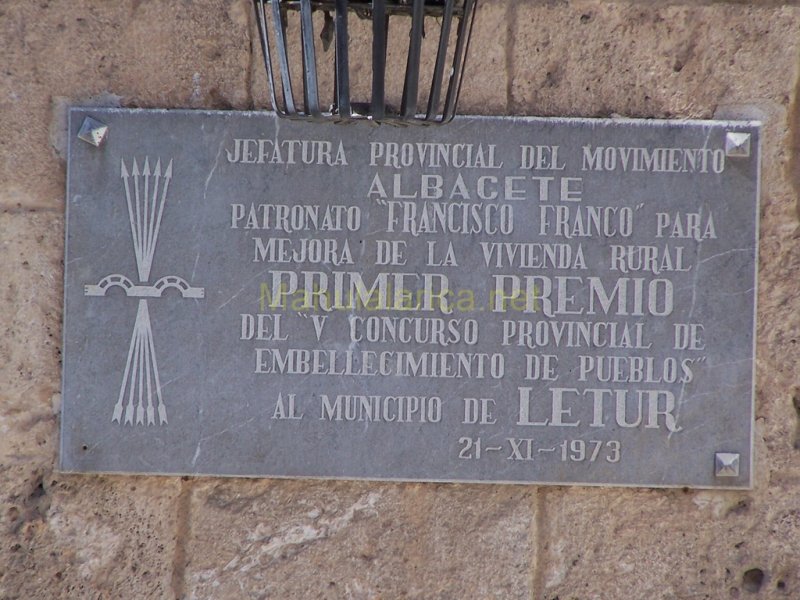 JEFATURA PROVINCIAL DEL MOVIMIENTO
ALBACETE
PATRONATO "FRANCISCO FRANCO" PARA
MEJORA DE LA VIVIENDA RURAL
PRIMER PREMIO
DEL "V CONCURSO PROVINCIAL DE
EMBELLECIMIENTO DE PUEBLOS"
AL MUNICIPIO DE LETUR
21-XI-1973